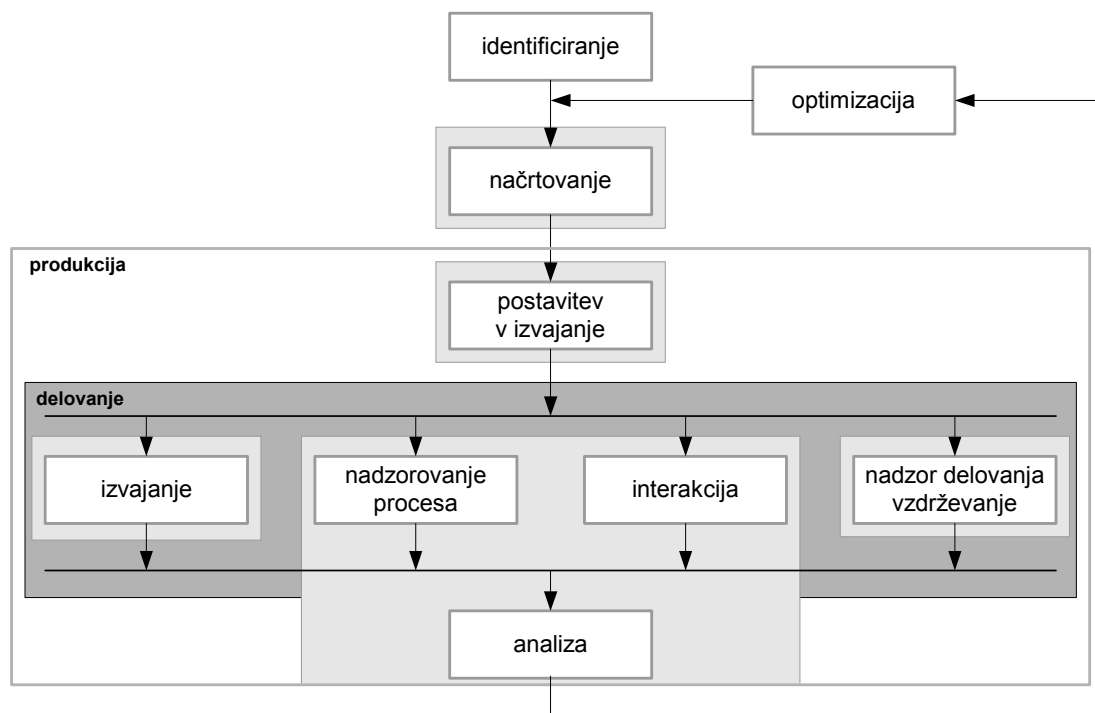 identificiranje
optimizacija
načrtovanje
produkcija
postavitev
v izvajanje
delovanje
izvajanje
nadzorovanje
procesa
interakcija
nadzor delovanja
vzdrževanje
analiza